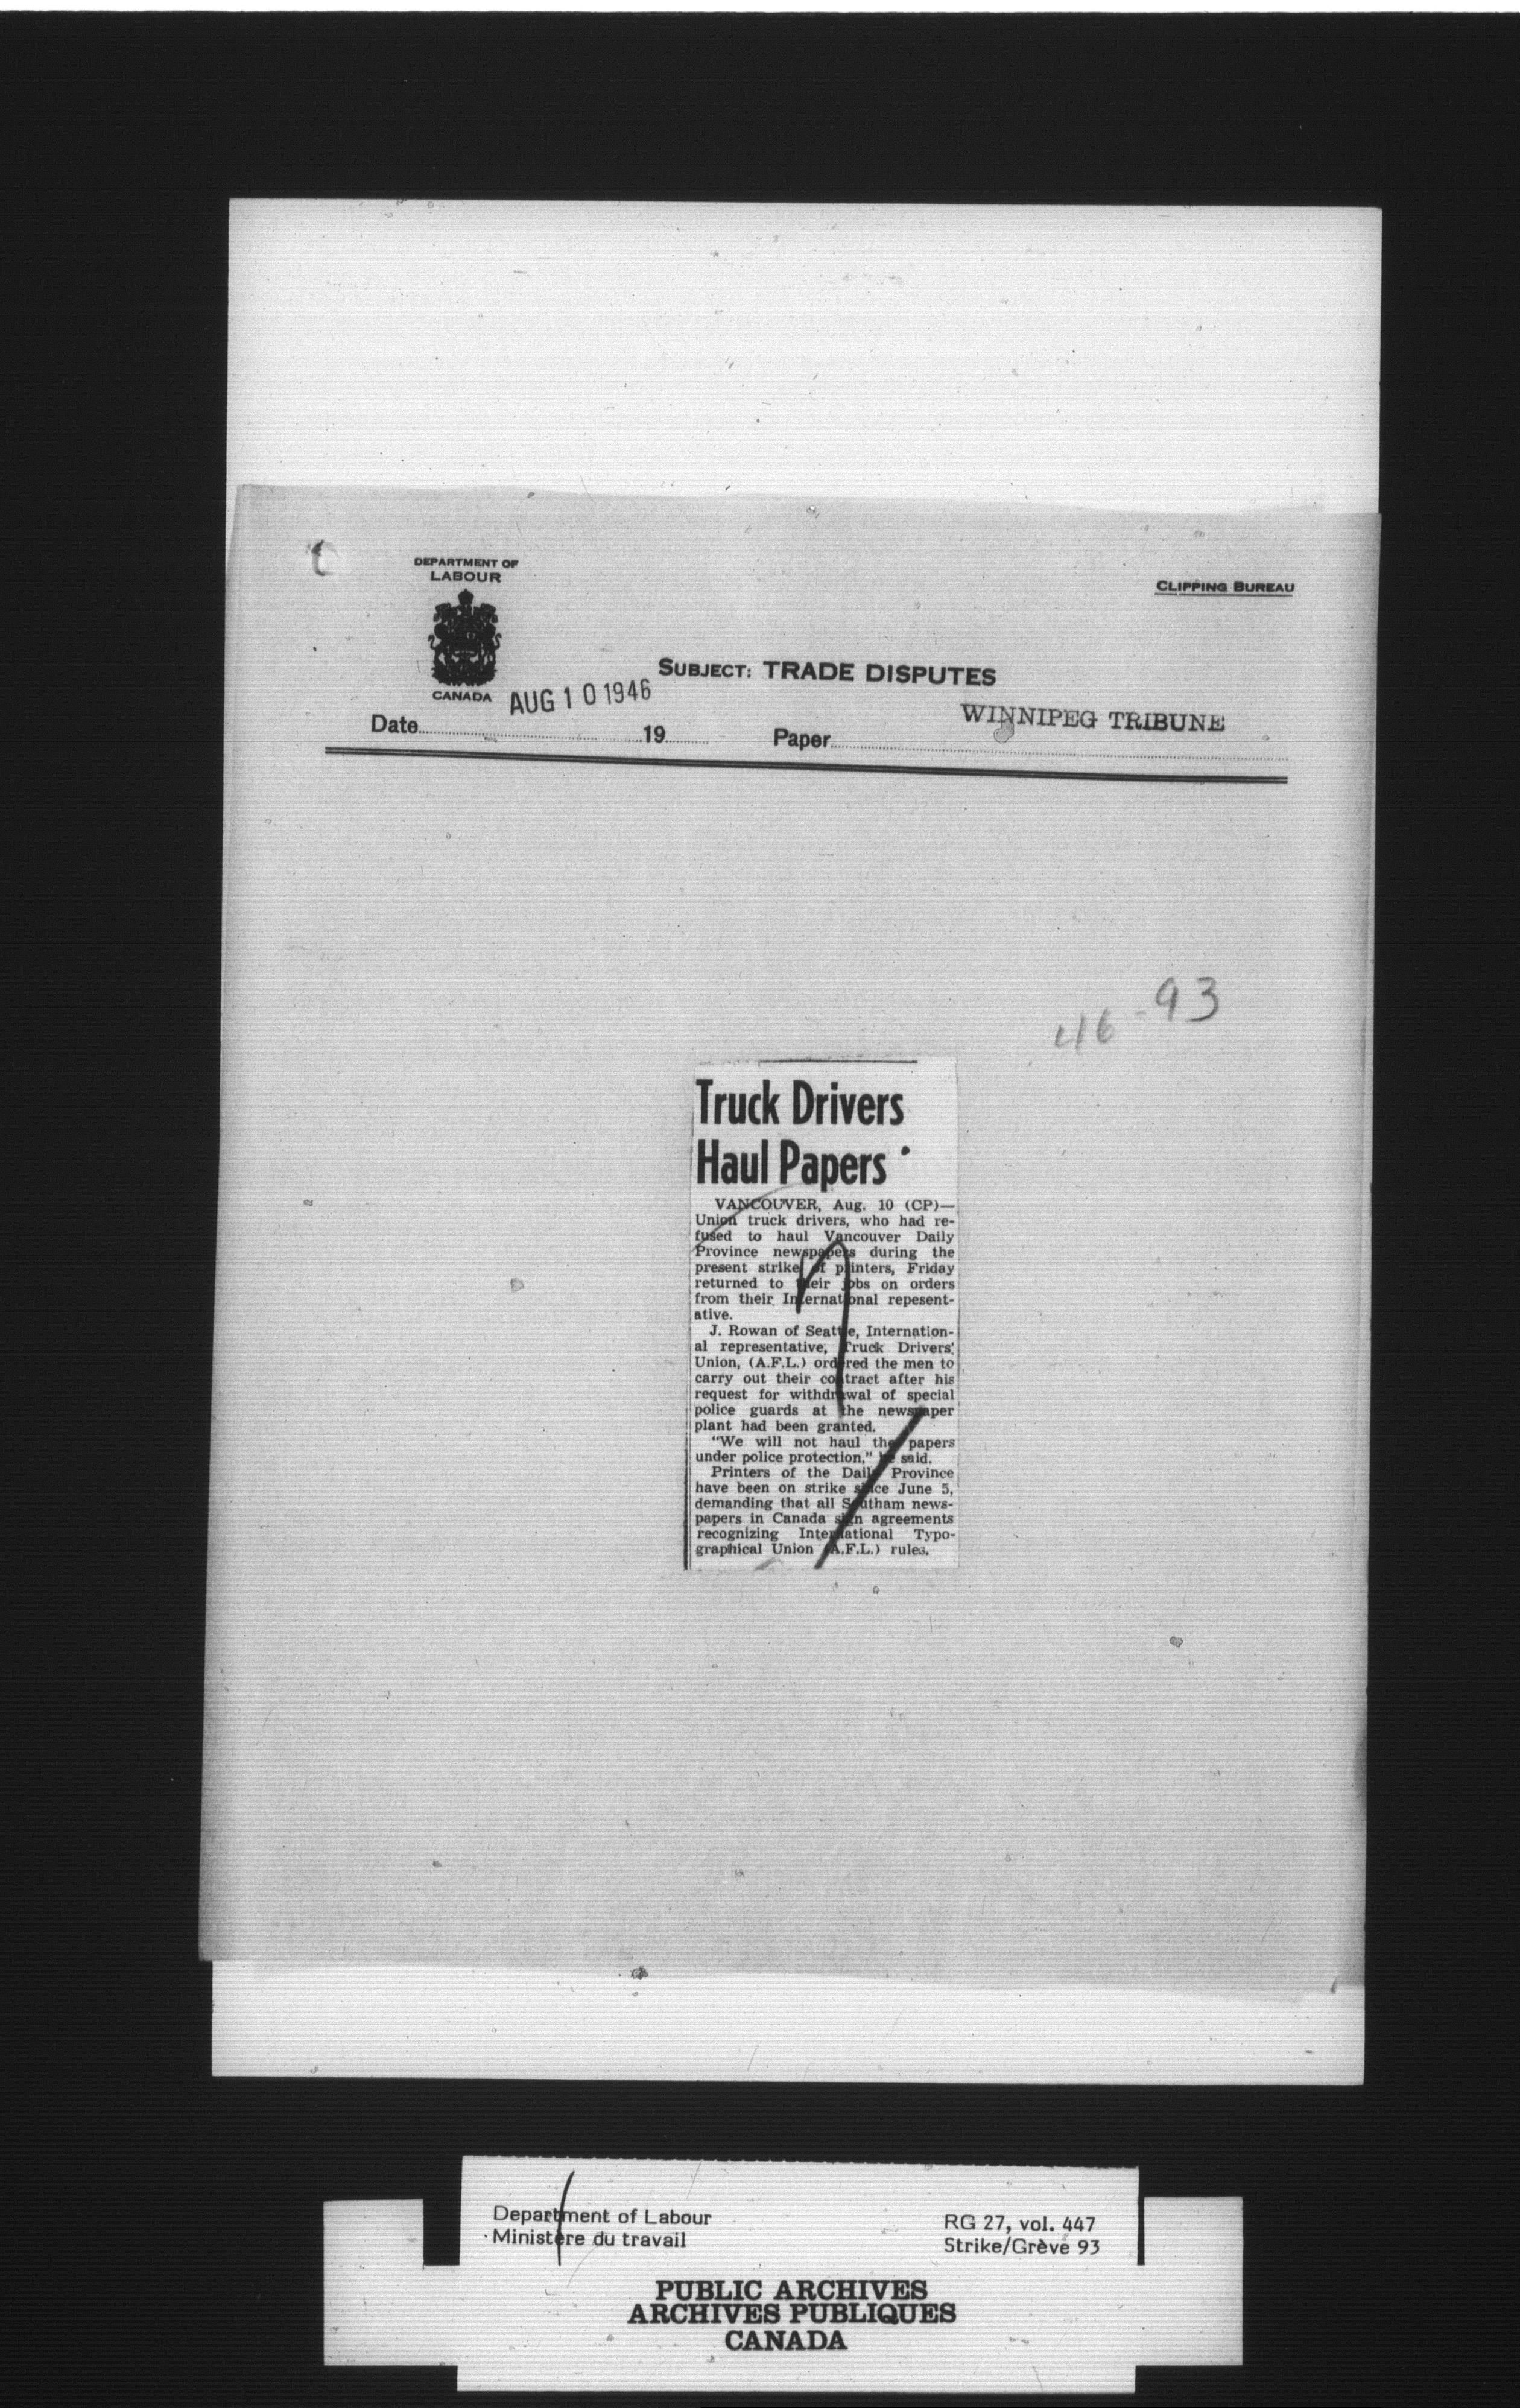 DEPARTMENT OF
LABOUR
CANADA
CLIPPING BUREAU
SUBJECT: TRADE DISPUTES
AUG 10 1946
WINNIPEG TRIBUNE
Date 19 Paper
46-93
Truck Drivers
Haul Papers
VANCOUVER, Aug. 10 (CP)—
Union truck drivers, who had re-
fused to haul Vancouver Daily
Province newspapers during the
present strike of printers, Friday
returned to their jobs on orders
from their International repesent-
ative.
J. Rowan of Seattle, Internation-
al representative, Truck Drivers'
Union, (A.F.L.) ordered the men to
carry out their contract after his
request for withdrawal of special
police guards at the newspaper
plant had been granted.
"We will not haul the papers
under police protection," he said.
Printers of the Daily Province
have been on strike since June 5,
demanding that all Southam news-
papers in Canada sign agreements
recognizing International Typo-
graphical Union (A.F.L.) rules.
Department of Labour
Ministère du travail
RG 27, vol. 447
Strike/Grève 93
PUBLIC ARCHIVES
ARCHIVES PUBLIQUES
CANADA